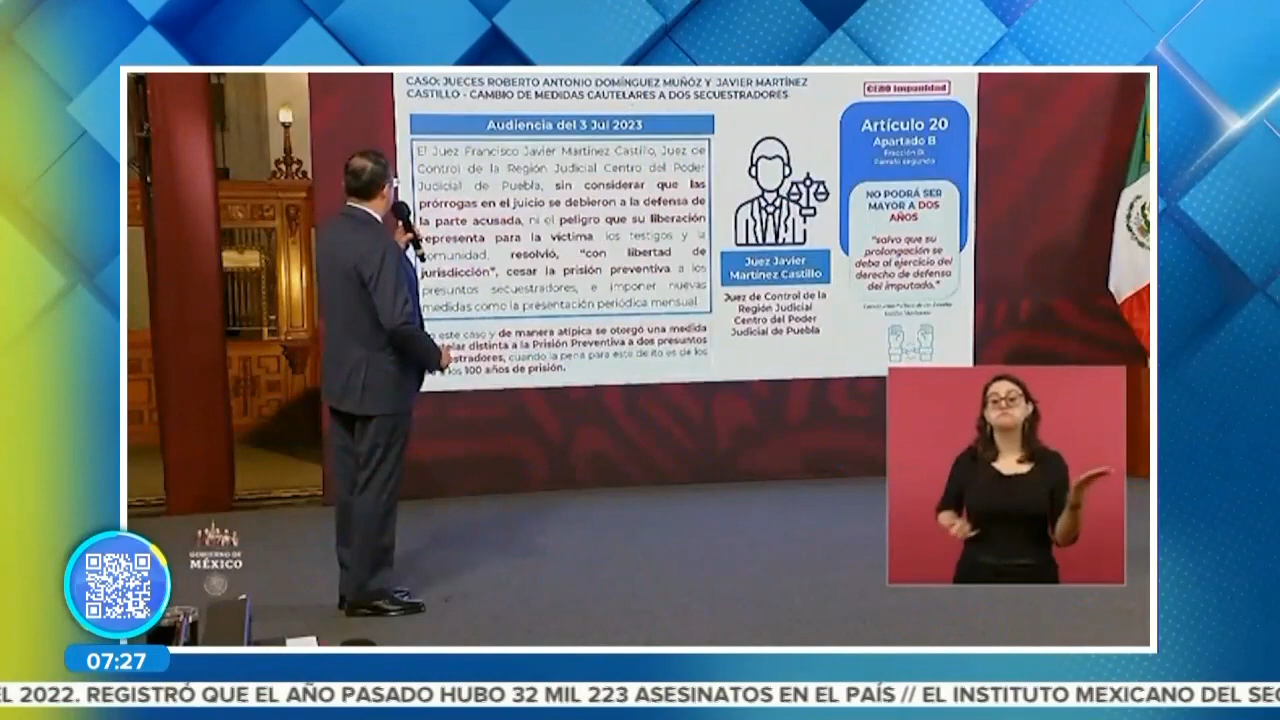 CASO: JUECES ROBERTO ANTONIO DOMÍNGUEZ MUÑOZ Y JAVIER MARTÍNEZ
CASTILLO - CAMBIO DE MEDIDAS CAUTELARES A DOS SECUESTRADORES
Audiencia del 3 Jul 2023
El Juez Francisco Javier Martínez Castillo, Juez de
Control de la Región Judicial Centro del Poder
Judicial de Puebla, sin considerar que las
prórrogas en el juicio se debieron a la defensa de
la parte acusada, ni el peligro que su liberación
representa para la víctima, los testigos y la
comunidad, resolvió, "con libertad de
jurisdicción", cesar la prisión preventiva a los
presuntos secuestradores, e imponer nuevas
medidas como la presentación periódica mensual
este caso y de manera atípica se otorgó una medida
elar distinta a la Prisión Preventiva a dos presuntos
estradores, cuando la pena para este delito es de los
los 100 años de prisión.
Juez Javier
Martínez Castillo
Juez de Control de la
Región Judicial
Centro del Poder
Judicial de Puebla
CERO Impunidad
Artículo 20
Apartado B
Fracción IX
Párrafo segundo
NO PODRÁ SER
MAYOR A DOS
AÑOS
"salvo que su
prolongación se
deba al ejercicio del
derecho de defensa
del imputado."
GOBIERNO DE
MÉXICO
07:27
EL 2022. REGISTRÓ QUE EL AÑO PASADO HUBO 32 MIL 223 ASESINATOS EN EL PAÍS // EL INSTITUTO MEXICANO DEL SE